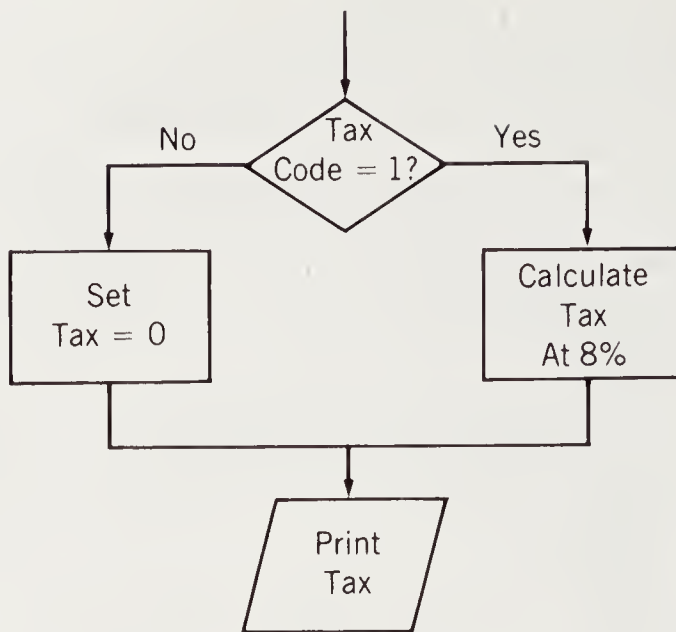 Tax
Code = 1?
No
Yes
Set
Tax = 0
Calculate
Tax
At 8%
Print
Tax